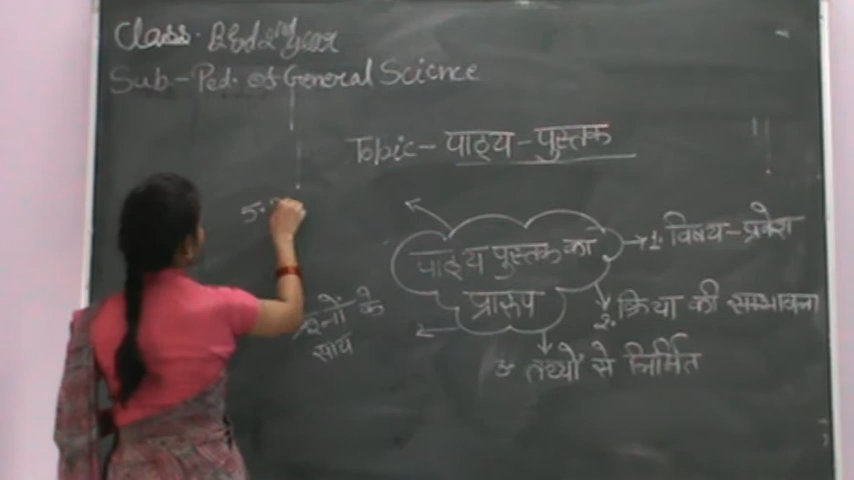 Class. B.Ed 2nd Year
Sub-Ped. of General Science
Topic- पाठ्य-पुस्तक
पाठ्य पुस्तक का
प्रारूप
1. विषय-प्रवेश
2. क्रिया की सम्भावना
3. तथ्यों से निर्मित
के
साथ
5.